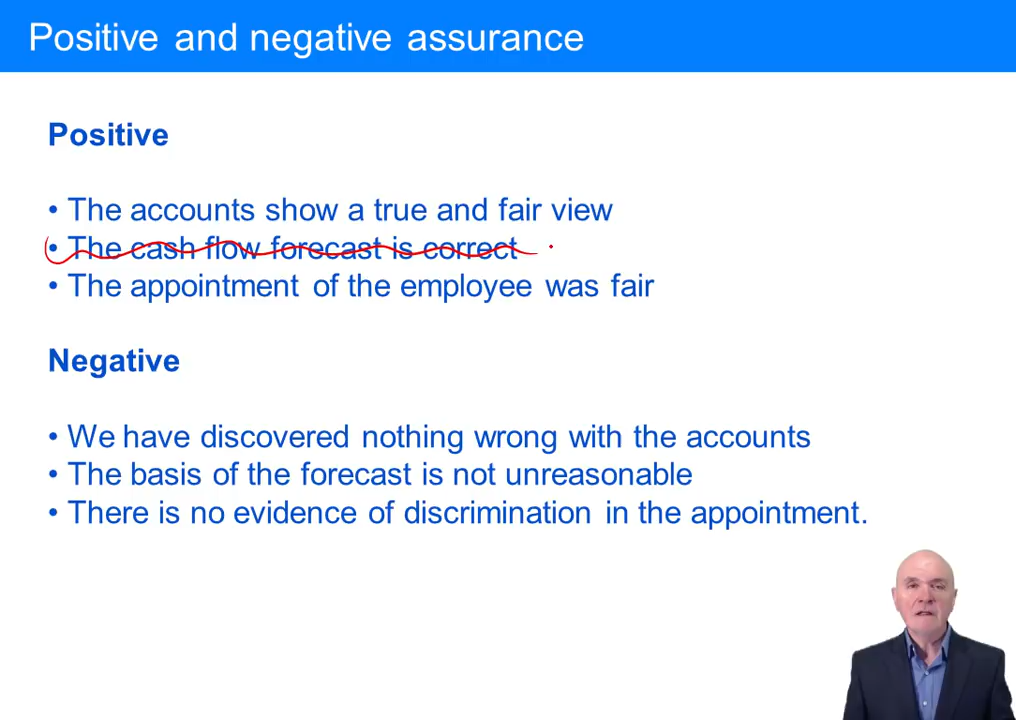 Positive and negative assurance
Positive
• The accounts show a true and fair view
• The cash flow forecast is correct
• The appointment of the employee was fair
Negative
• We have discovered nothing wrong with the accounts
• The basis of the forecast is not unreasonable
• There is no evidence of discrimination in the appointment.